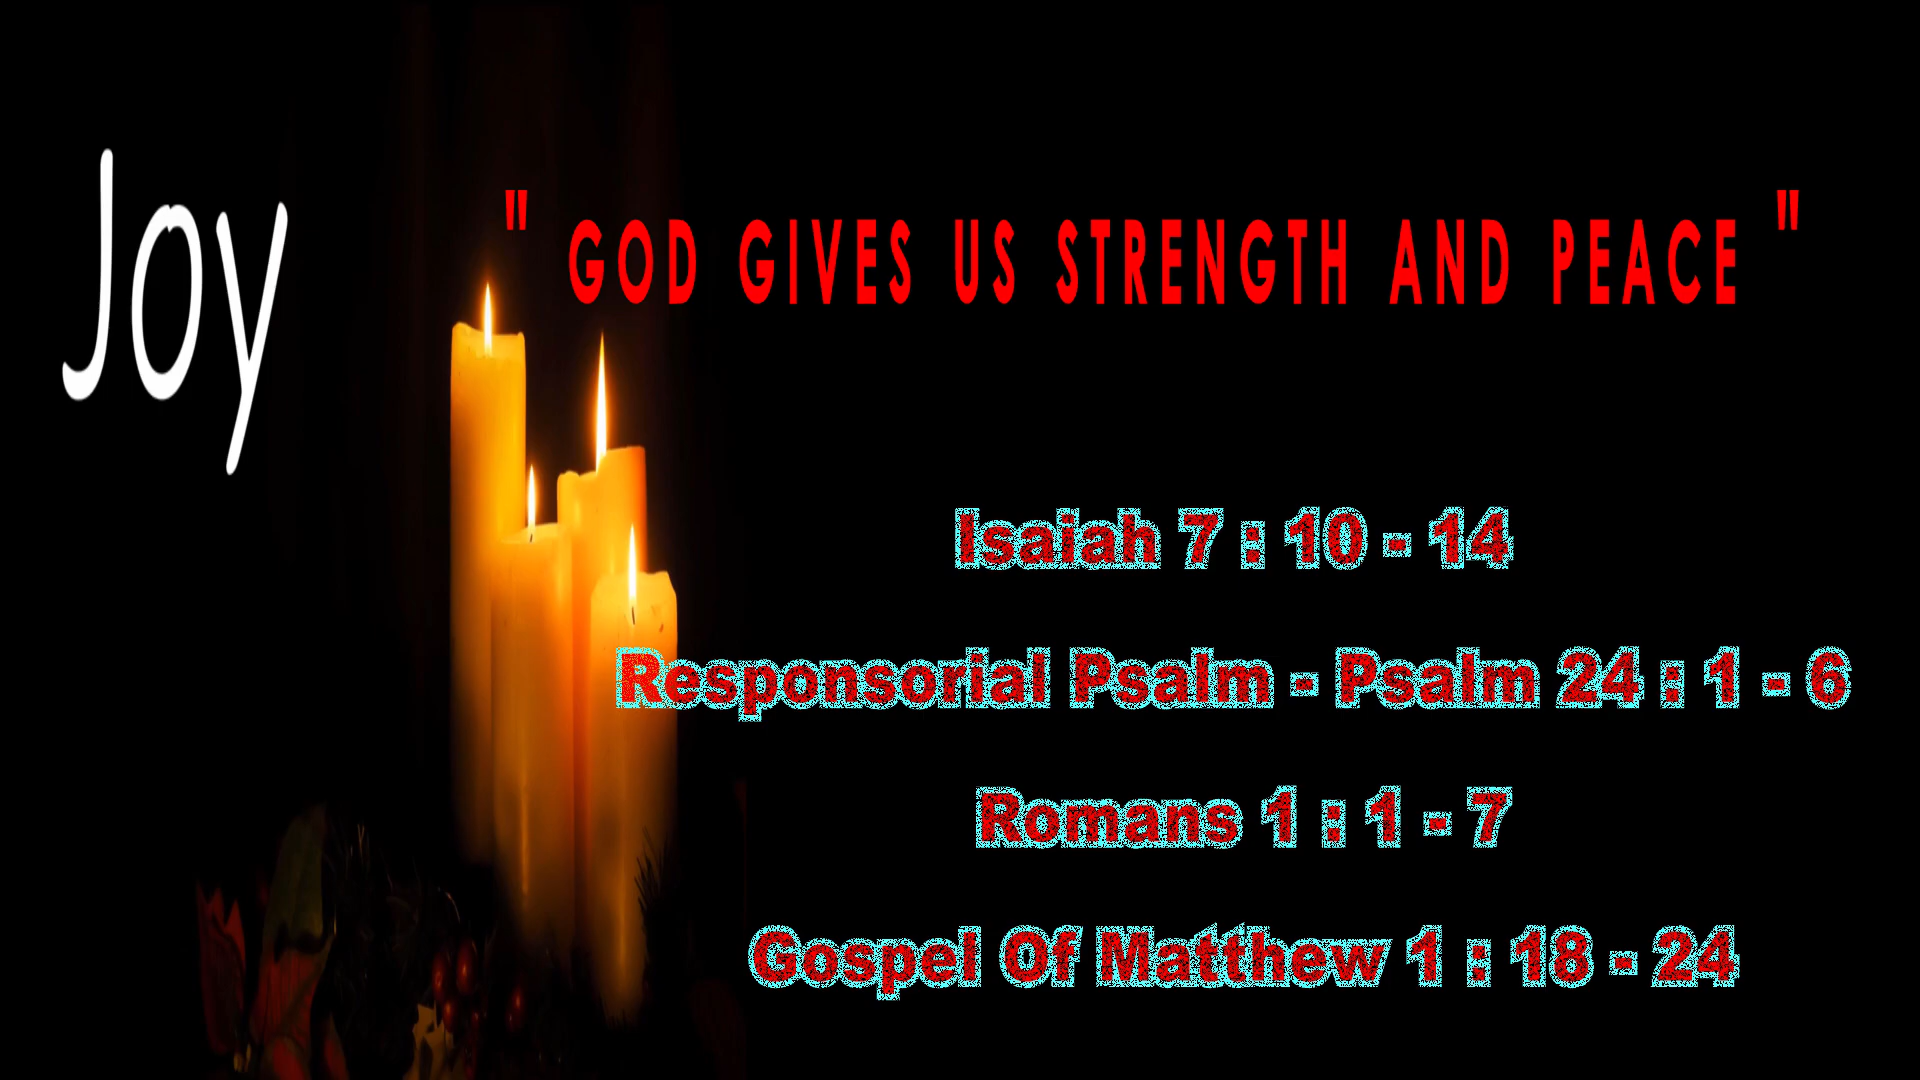 Joy
" GOD GIVES US STRENGTH AND PEACE "
Isaiah 7 : 10 - 14
Responsorial Psalm - Psalm 24 : 1 - 6
Romans 1 : 1 - 7
Gospel Of Matthew 1 : 18 - 24